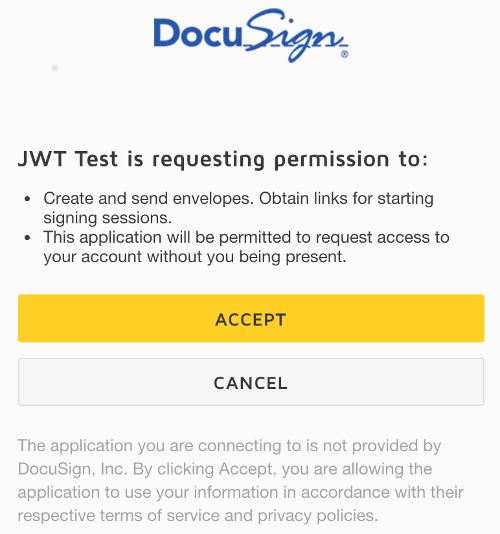 DocuSign®
JWT Test is requesting permission to:
• Create and send envelopes. Obtain links for starting
signing sessions.
• This application will be permitted to request access to
your account without you being present.
ACCEPT
CANCEL
The application you are connecting to is not provided by
DocuSign, Inc. By clicking Accept, you are allowing the
application to use your information in accordance with their
respective terms of service and privacy policies.